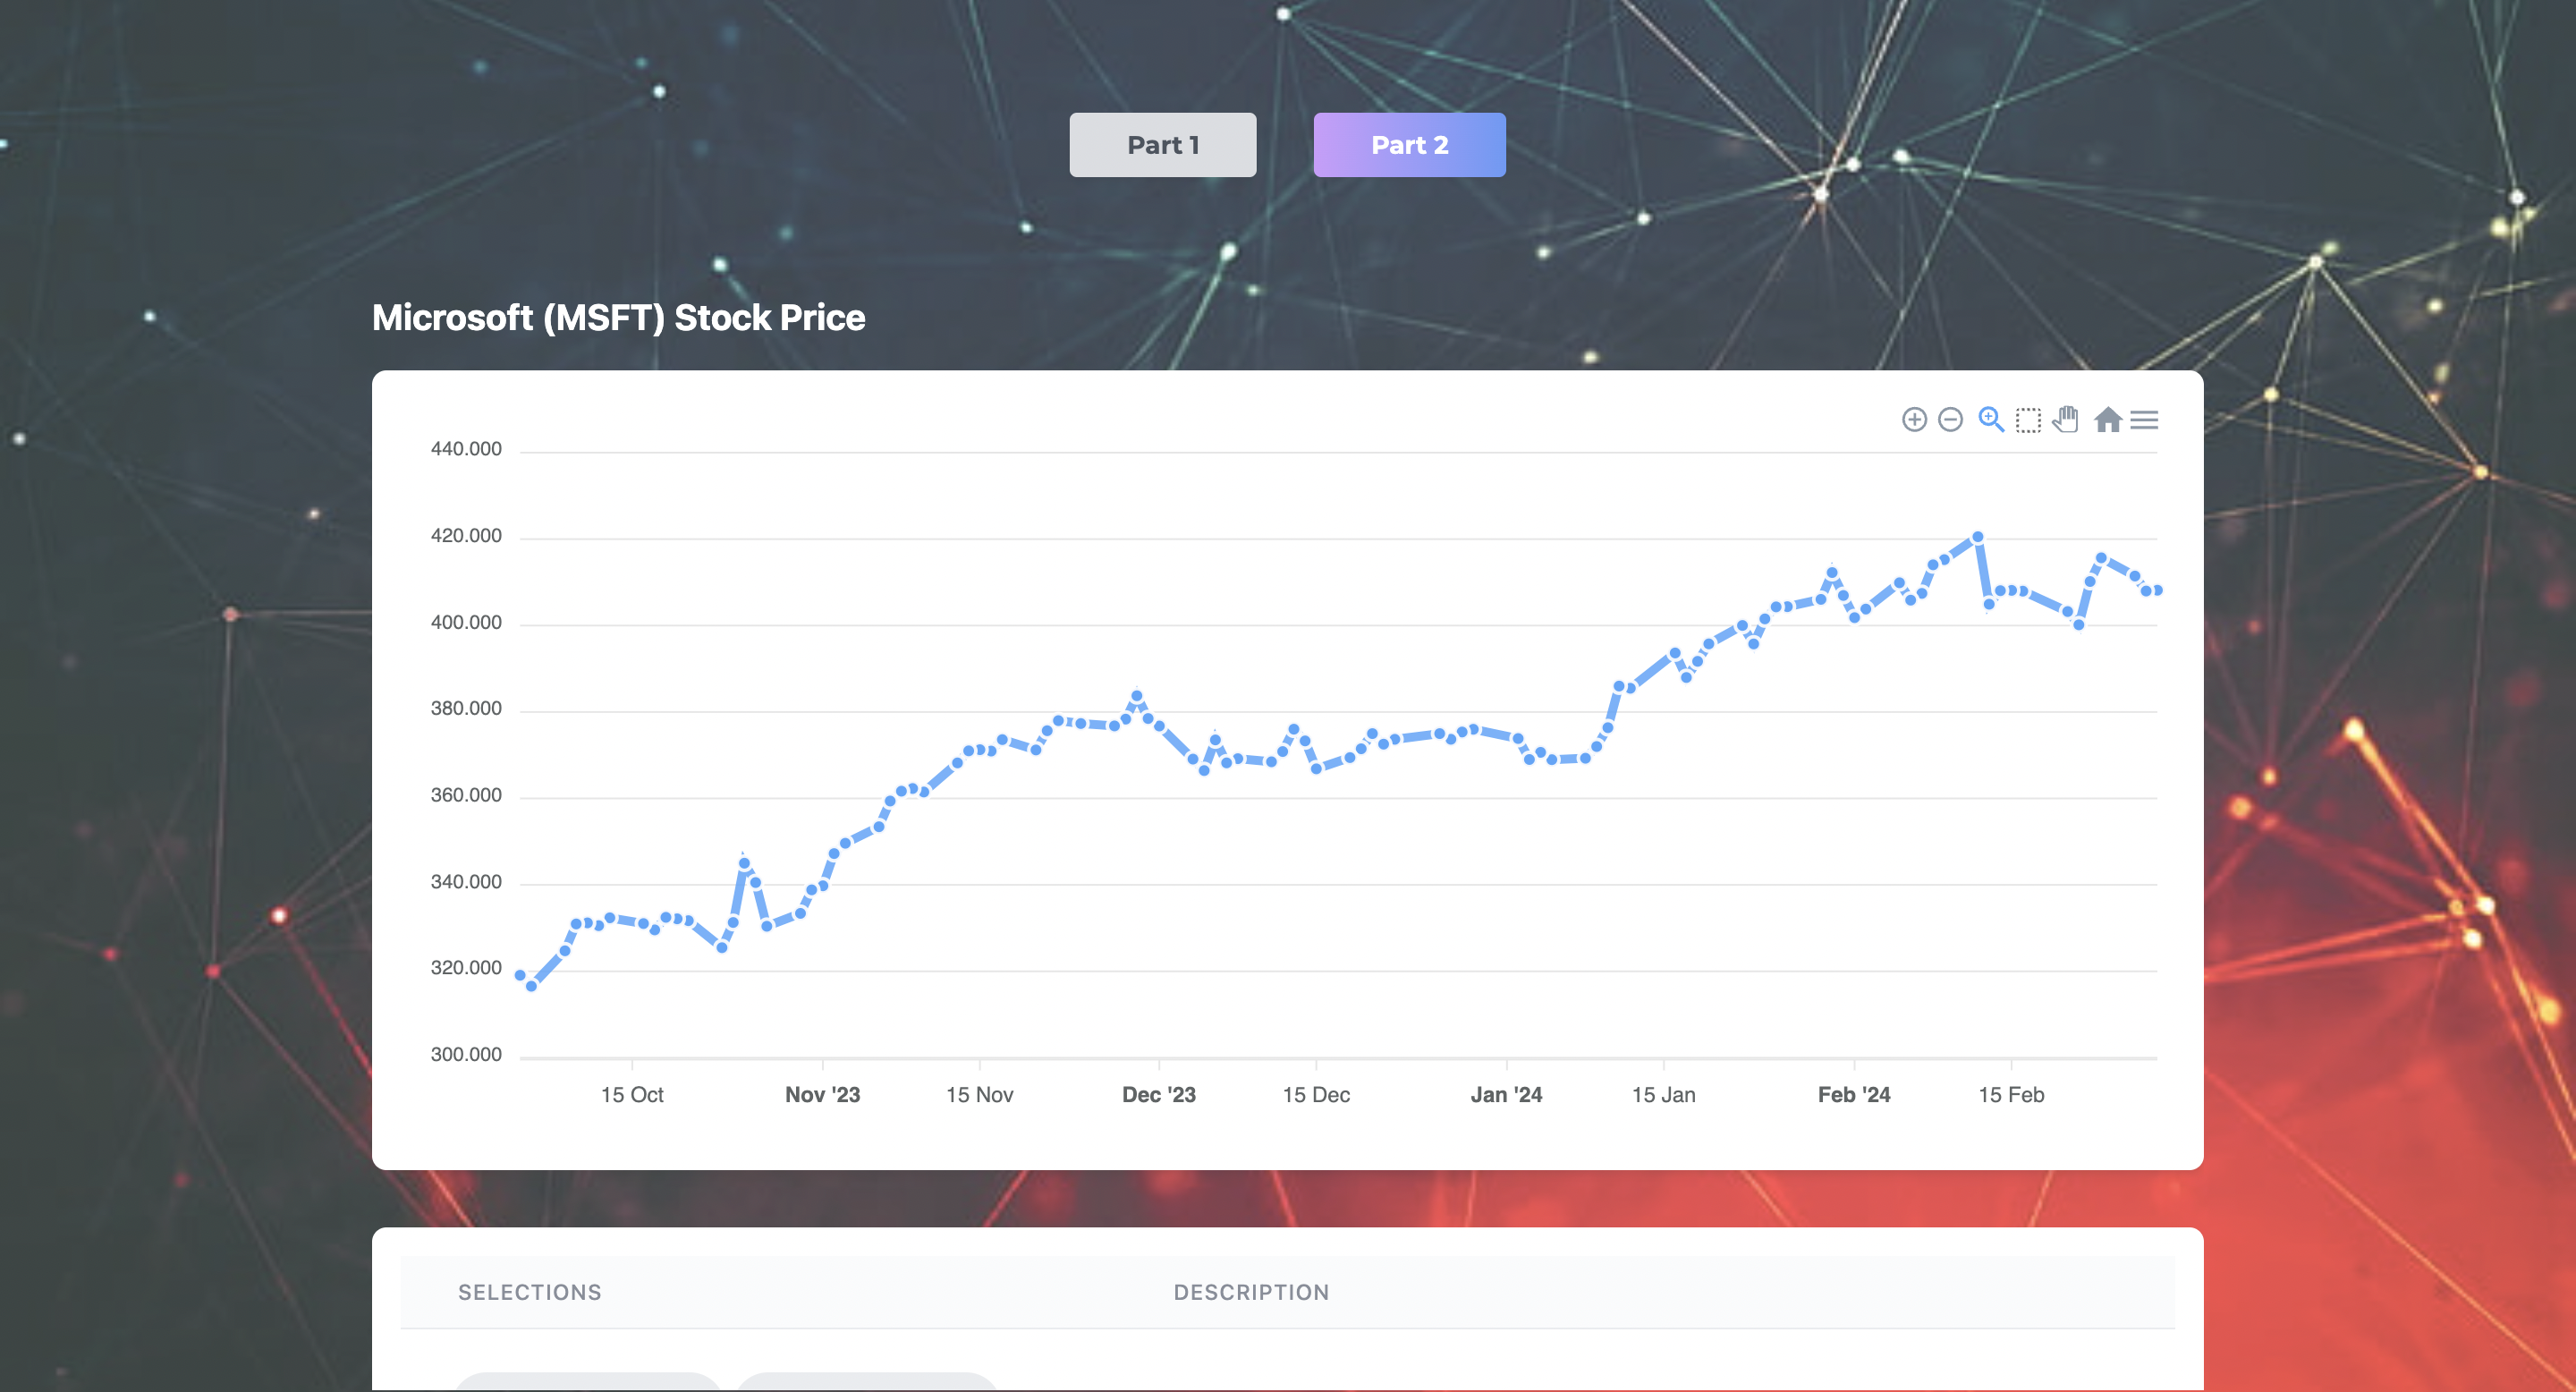 Part 1
Part 2
Microsoft (MSFT) Stock Price
440.000
420.000
400.000
380.000
360.000
340.000
320.000
300.000
15 Oct
Nov '23
15 Nov
Dec '23
15 Dec
Jan '24
15 Jan
Feb '24
15 Feb
SELECTIONS
DESCRIPTION